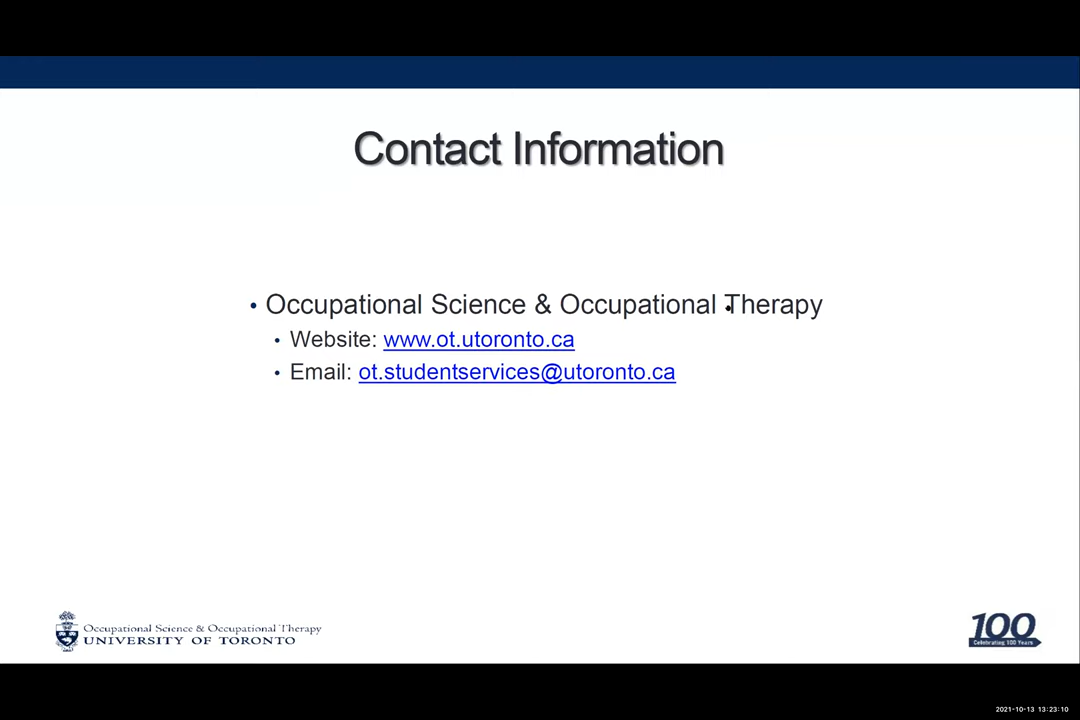 Contact Information
• Occupational Science & Occupational Therapy
• Website: www.ot.utoronto.ca
• Email: ot.studentservices@utoronto.ca
Occupational Science & Occupational Therapy
UNIVERSITY OF TORONTO
100
Celebrating 100 Years
2021-10-13 13:23:10